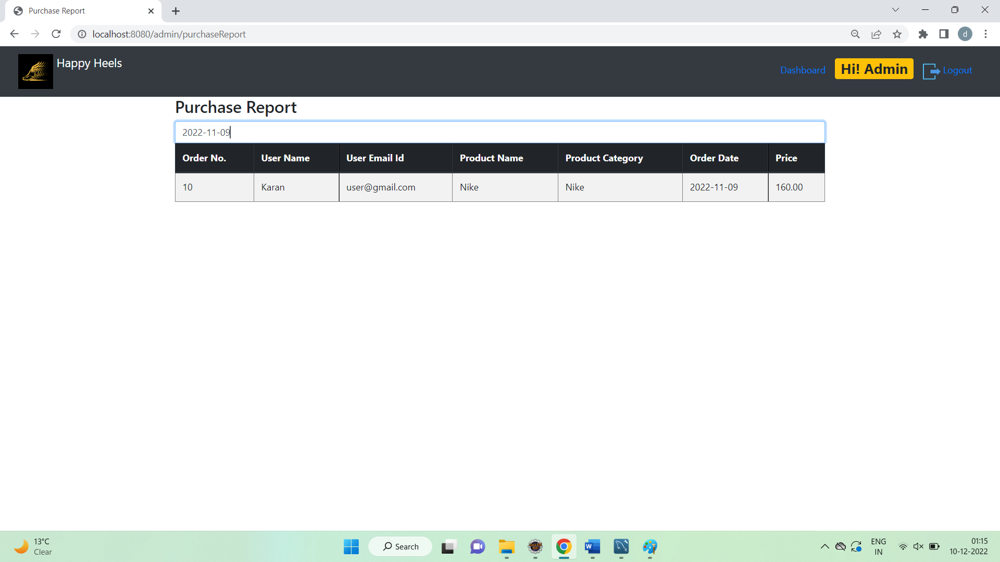 Purchase Report
localhost:8080/admin/purchaseReport
d
Happy Heels
Dashboard
Hi! Admin
Logout
Purchase Report
2022-11-09
Order No. User Name User Email Id Product Name Product Category Order Date Price
10 Karan user@gmail.com Nike Nike 2022-11-09 160.00
13°C
Clear
Search
W
ENG
IN
01:15
10-12-2022